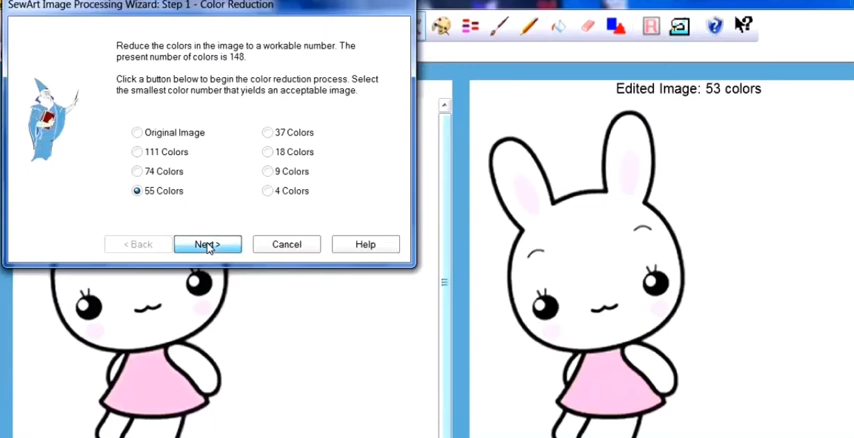 SewArt Image Processing Wizard: Step 1 - Color Reduction
Reduce the colors in the image to a workable number. The
present number of colors is 148.
Click a button below to begin the color reduction process. Select
the smallest color number that yields an acceptable image.
Original Image
37 Colors
111 Colors
18 Colors
74 Colors
9 Colors
55 Colors
4 Colors
< Back
Next >
Cancel
Help
Edited Image: 53 colors